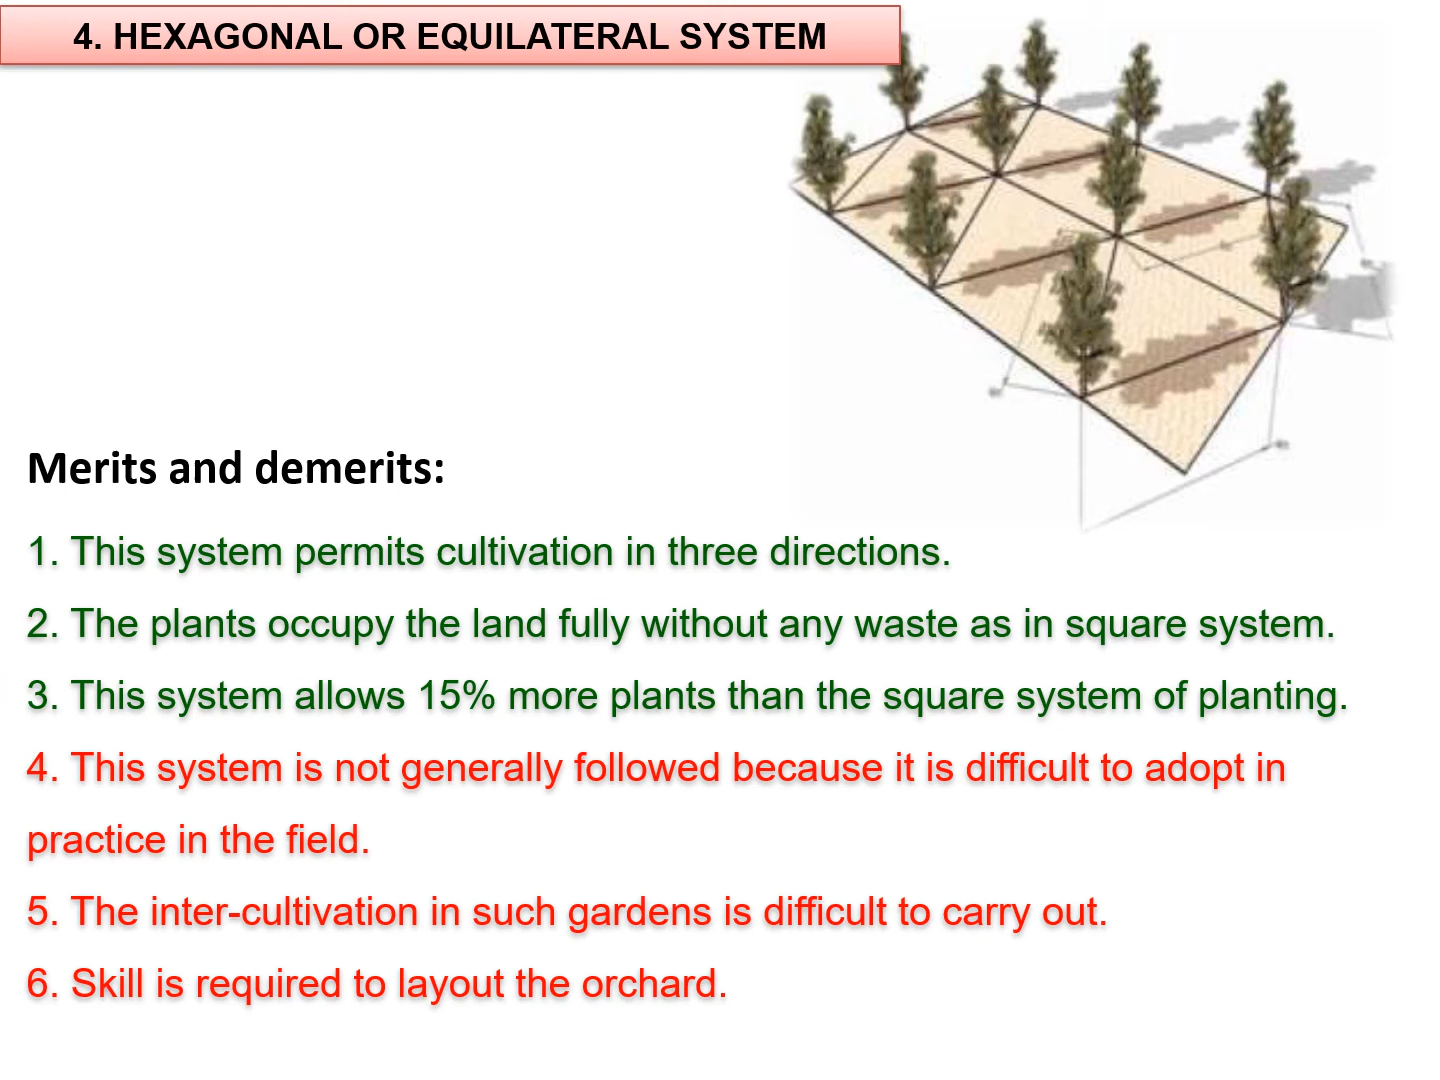 4. HEXAGONAL OR EQUILATERAL SYSTEM
Merits and demerits:
1. This system permits cultivation in three directions.
2. The plants occupy the land fully without any waste as in square system.
3. This system allows 15% more plants than the square system of planting.
4. This system is not generally followed because it is difficult to adopt in
practice in the field.
5. The inter-cultivation in such gardens is difficult to carry out.
6. Skill is required to layout the orchard.